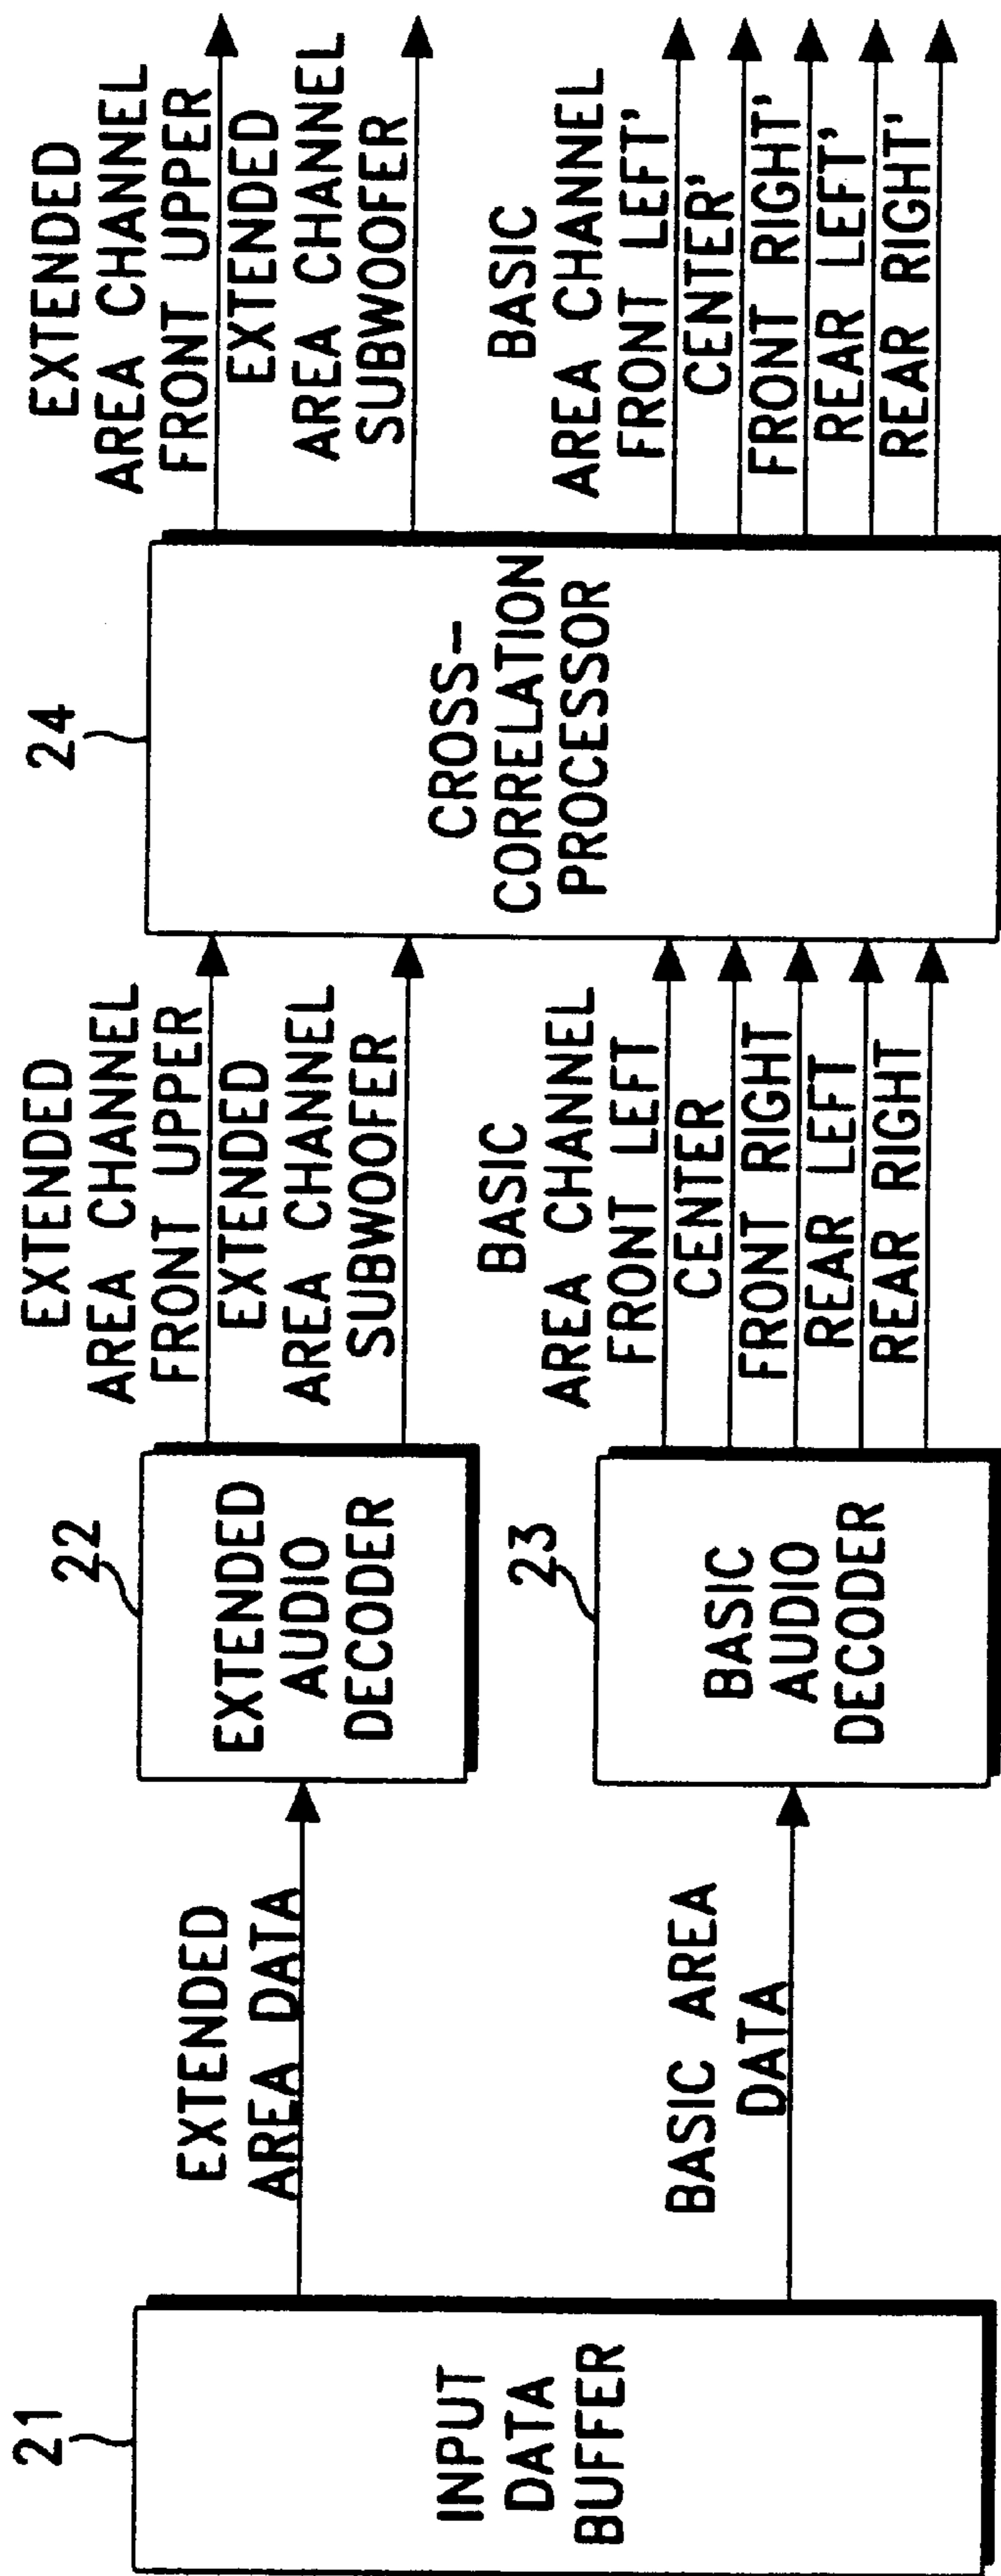 21
INPUT
DATA
BUFFER
EXTENDED
AREA DATA
BASIC AREA
DATA
22
EXTENDED
AUDIO
DECODER
23
BASIC
AUDIO
DECODER
EXTENDED
AREA CHANNEL
FRONT UPPER
EXTENDED
AREA CHANNEL
SUBWOOFER
BASIC
AREA CHANNEL
FRONT LEFT
CENTER
FRONT RIGHT
REAR LEFT
REAR RIGHT
24
CROSS-
CORRELATION
PROCESSOR
EXTENDED
AREA CHANNEL
FRONT UPPER
EXTENDED
AREA CHANNEL
SUBWOOFER
BASIC
AREA CHANNEL
FRONT LEFT'
CENTER'
FRONT RIGHT'
REAR LEFT'
REAR RIGHT'